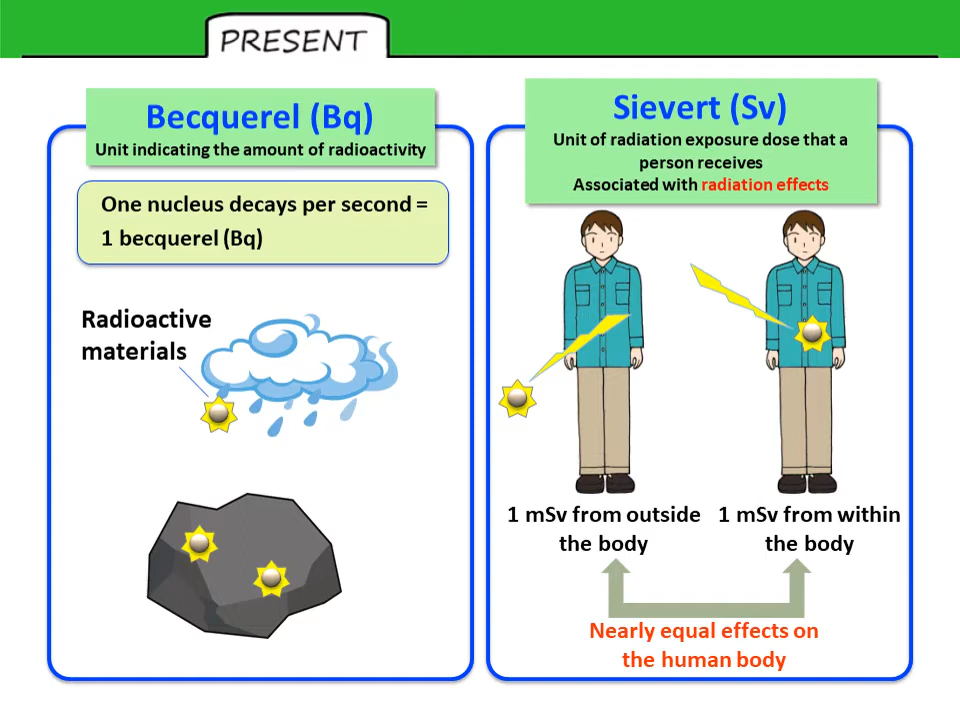 PRESENT
Becquerel (Bq)
Unit indicating the amount of radioactivity
One nucleus decays per second =
1 becquerel (Bq)
Radioactive
materials
Sievert (Sv)
Unit of radiation exposure dose that a
person receives
Associated with radiation effects
1 mSv from outside
the body
1 mSv from within
the body
Nearly equal effects on
the human body